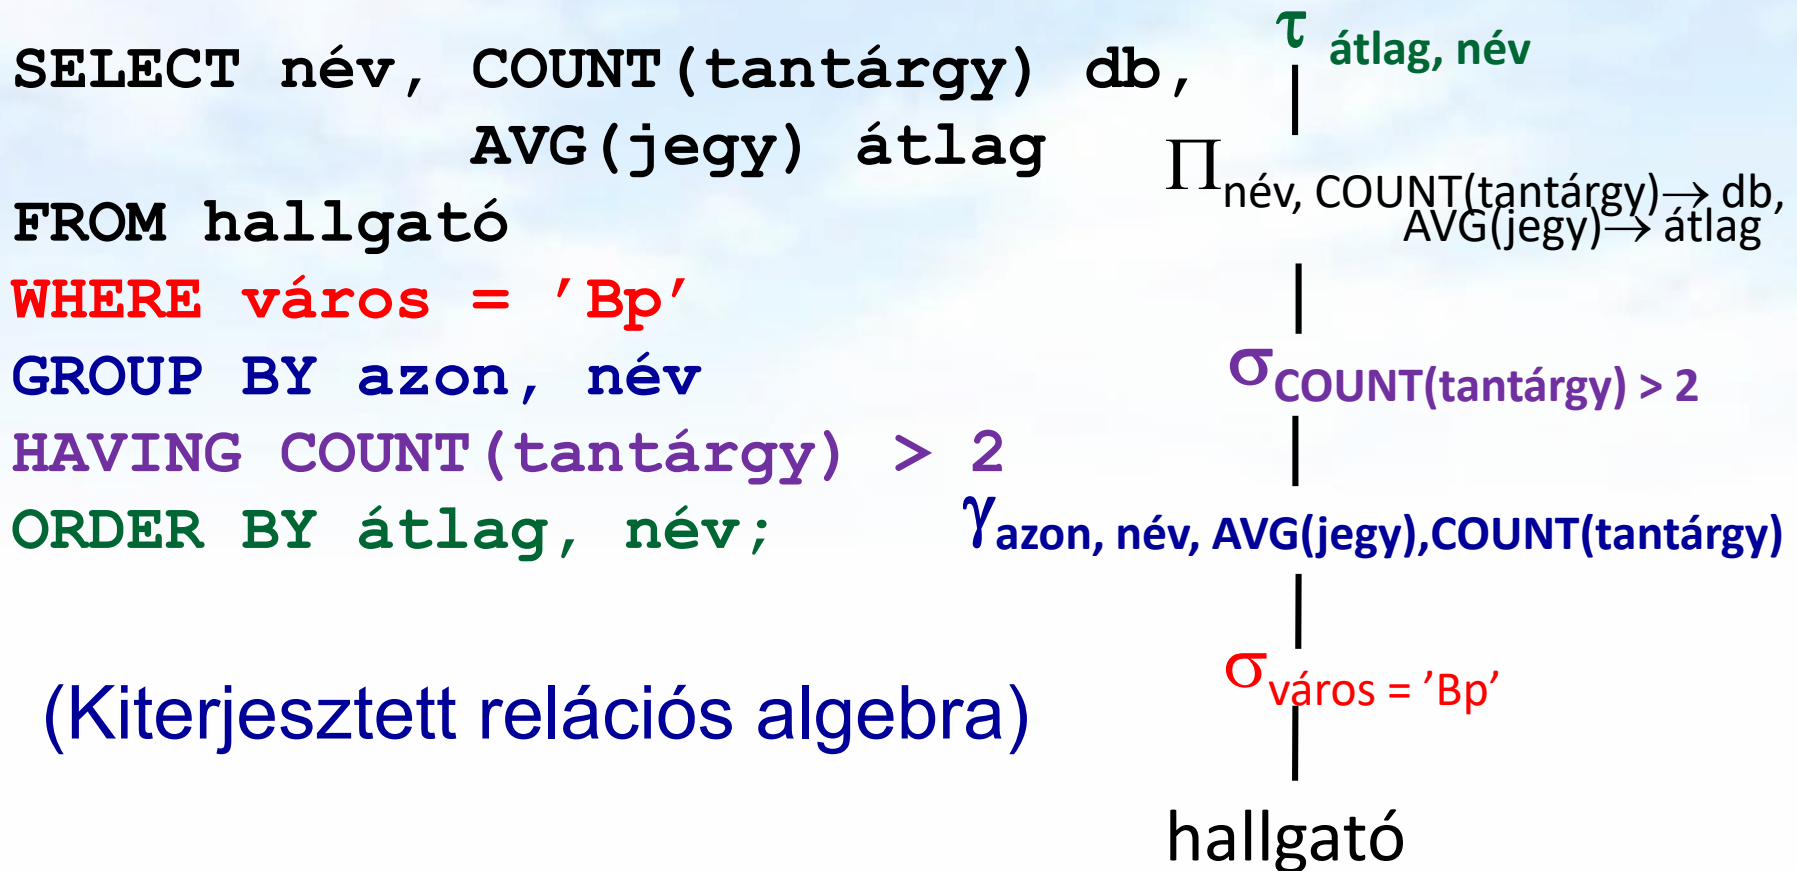 SELECT név, COUNT(tantárgy) db,
AVG(jegy) átlag
FROM hallgató
WHERE város = ’Bp’
GROUP BY azon, név
HAVING COUNT(tantárgy) > 2
ORDER BY átlag, név;
(Kiterjesztett relációs algebra)
τ átlag, név
Π név, COUNT(tantárgy)→ db,
AVG(jegy)→ átlag
σ COUNT(tantárgy) > 2
γ azon, név, AVG(jegy),COUNT(tantárgy)
σ város = ’Bp’
hallgató